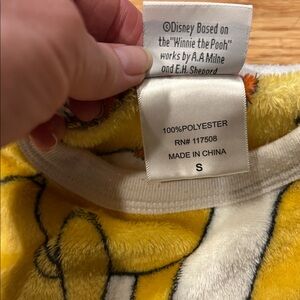 ©Disney Based on
the "Winnie the Pooh"
works by A.A Milne
and E.H. Shepard
100%POLYESTER
RN# 117508
MADE IN CHINA
S